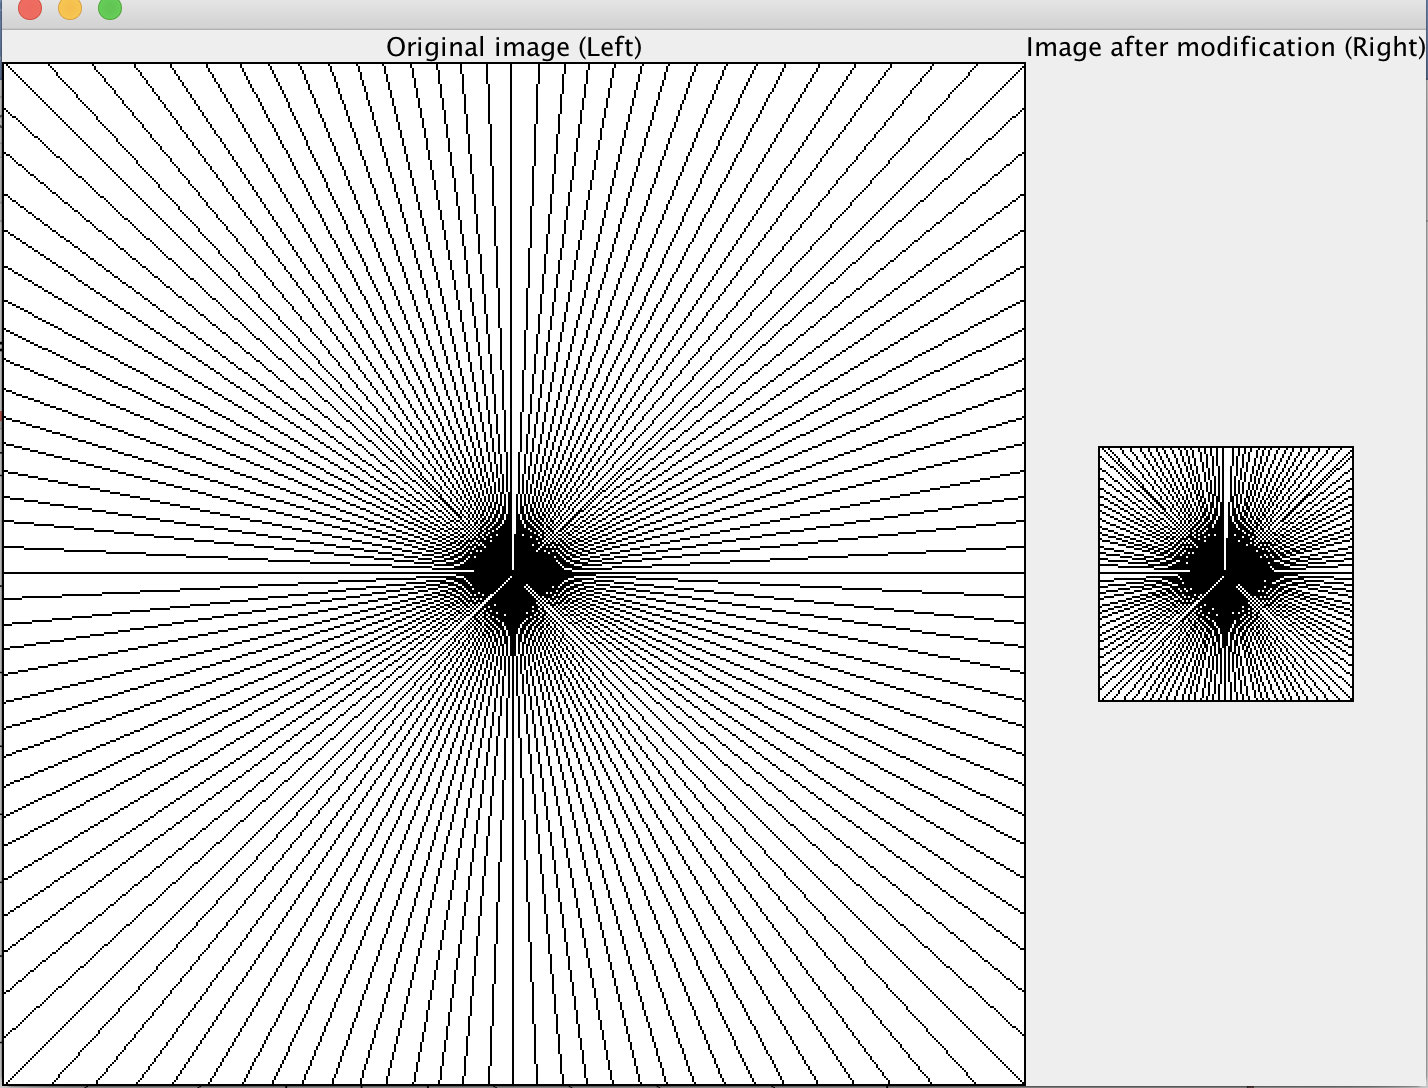 Original image (Left)
Image after modification (Right)